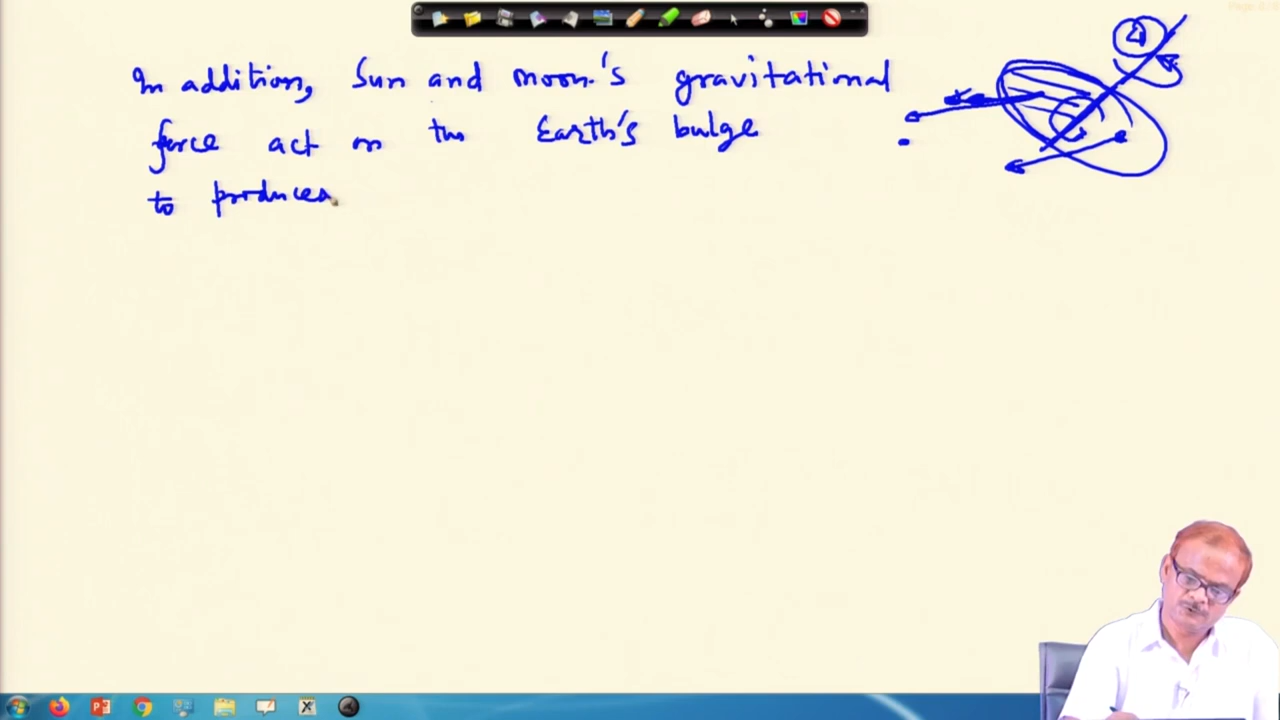 In addition, Sun and moon's gravitational
force act on the Earth's bulge
to produces